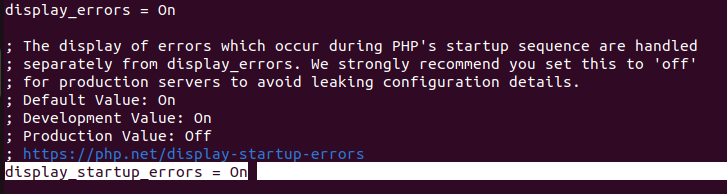 display_errors = On
; The display of errors which occur during PHP's startup sequence are handled
; separately from display_errors. We strongly recommend you set this to 'off'
; for production servers to avoid leaking configuration details.
; Default Value: On
; Development Value: On
; Production Value: Off
; https://php.net/display-startup-errors
display_startup_errors = On